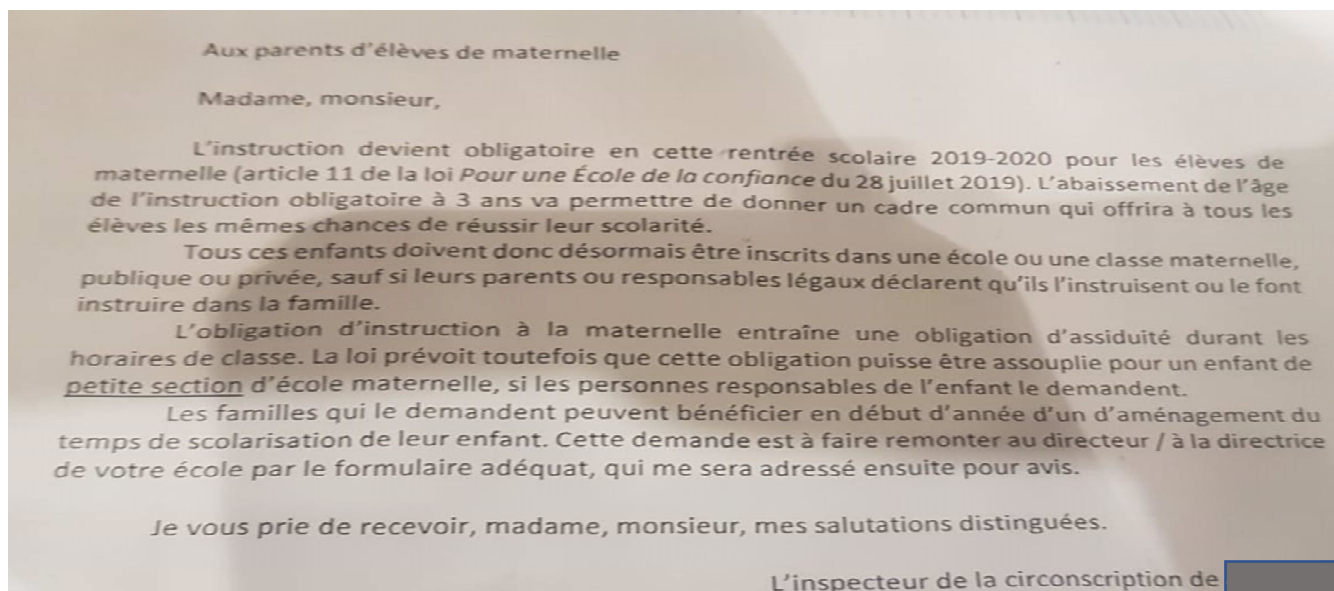 Aux parents d'élèves de maternelle
Madame, monsieur,
L'instruction devient obligatoire en cette rentrée scolaire 2019-2020 pour les élèves de
maternelle (article 11 de la loi Pour une École de la confiance du 28 juillet 2019). L'abaissement de l'âge
de l'instruction obligatoire à 3 ans va permettre de donner un cadre commun qui offrira à tous les
élèves les mêmes chances de réussir leur scolarité.
Tous ces enfants doivent donc désormais être inscrits dans une école ou une classe maternelle,
publique ou privée, sauf si leurs parents ou responsables légaux déclarent qu'ils l'instruisent ou le font
instruire dans la famille.
L'obligation d'instruction à la maternelle entraîne une obligation d'assiduité durant les
horaires de classe. La loi prévoit toutefois que cette obligation puisse être assouplie pour un enfant de
petite section d'école maternelle, si les personnes responsables de l'enfant le demandent.
Les familles qui le demandent peuvent bénéficier en début d'année d'un d'aménagement du
temps de scolarisation de leur enfant. Cette demande est à faire remonter au directeur / à la directrice
de votre école par le formulaire adéquat, qui me sera adressé ensuite pour avis.
Je vous prie de recevoir, madame, monsieur, mes salutations distinguées.
L'inspecteur de la circonscription de